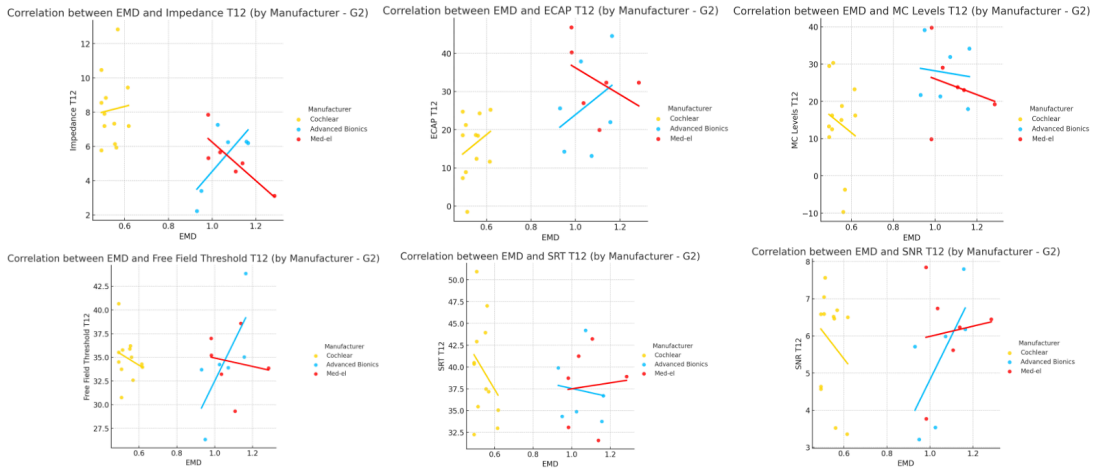 Correlation between EMD and Impedance T12 (by Manufacturer - G2)
12
10
8
6
4
2
Impedance T12
0.6
0.8
1.0
1.2
EMD
Manufacturer
Cochlear
Advanced Bionics
Med-el
Correlation between EMD and ECAP T12 (by Manufacturer - G2)
40
30
20
10
0
ECAP T12
0.6
0.8
1.0
1.2
EMD
Manufacturer
Cochlear
Advanced Bionics
Med-el
Correlation between EMD and MC Levels T12 (by Manufacturer - G2)
40
30
20
10
0
−10
MC Levels T12
0.6
0.8
1.0
1.2
EMD
Manufacturer
Cochlear
Advanced Bionics
Med-el
Correlation between EMD and Free Field Threshold T12 (by Manufacturer - G2)
42.5
40.0
37.5
35.0
32.5
30.0
27.5
Free Field Threshold T12
0.6
0.8
1.0
1.2
EMD
Manufacturer
Cochlear
Advanced Bionics
Med-el
Correlation between EMD and SRT T12 (by Manufacturer - G2)
50.0
47.5
45.0
42.5
40.0
37.5
35.0
32.5
SRT T12
0.6
0.8
1.0
1.2
EMD
Manufacturer
Cochlear
Advanced Bionics
Med-el
Correlation between EMD and SNR T12 (by Manufacturer - G2)
8
7
6
5
4
3
SNR T12
0.6
0.8
1.0
1.2
EMD
Manufacturer
Cochlear
Advanced Bionics
Med-el